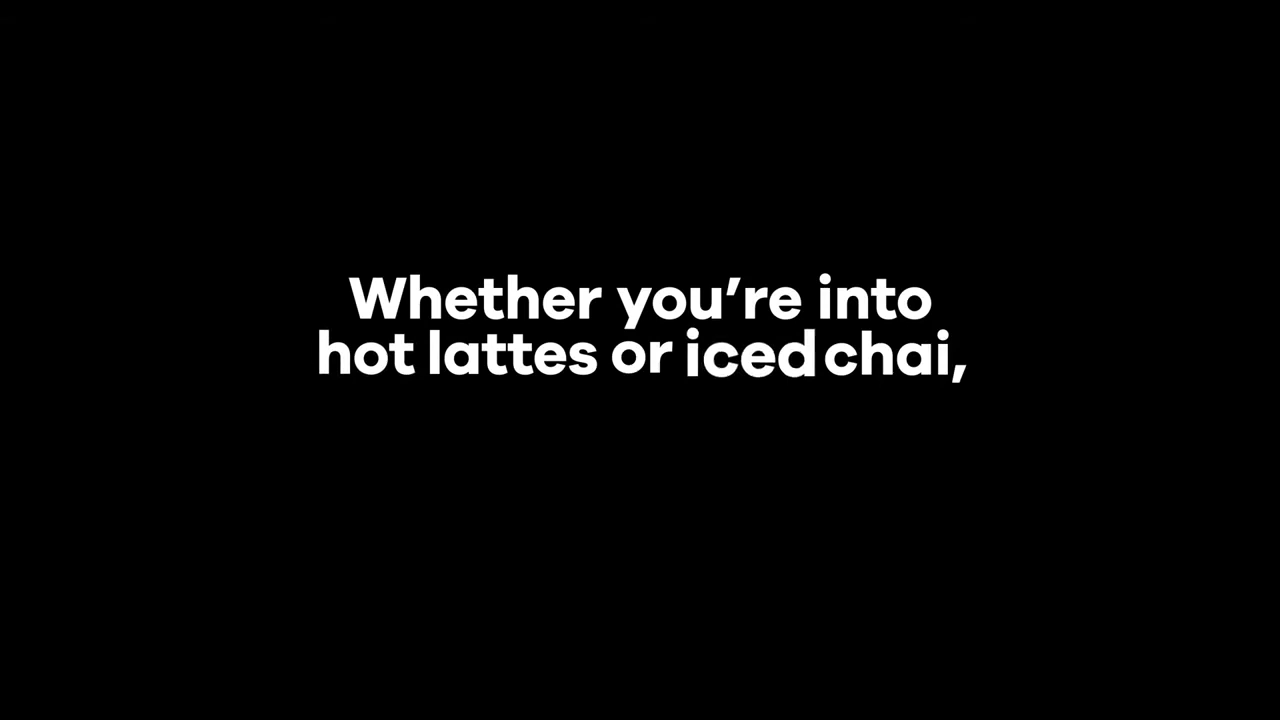 Whether you’re into
hot lattes or iced chai,